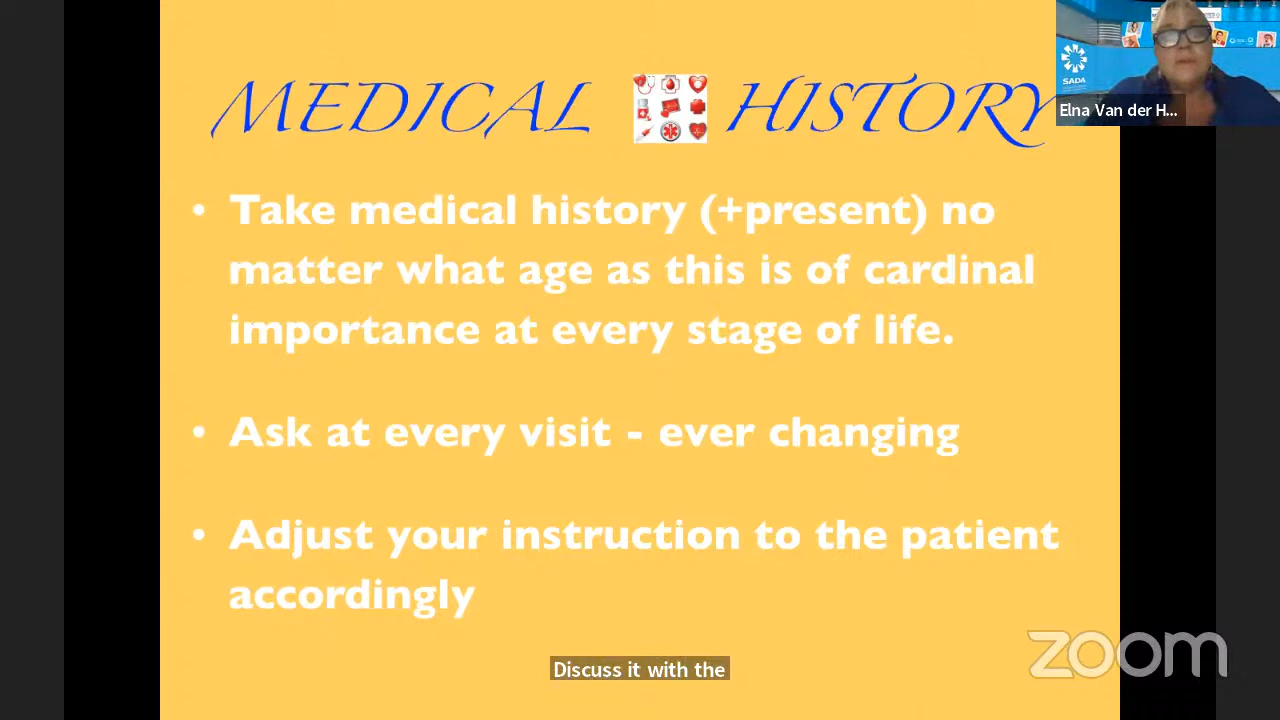 MEDICAL HISTORY
• Take medical history (+present) no
matter what age as this is of cardinal
importance at every stage of life.
• Ask at every visit - ever changing
• Adjust your instruction to the patient
accordingly
Discuss it with the
SADA
Elna Van der H...
zoom